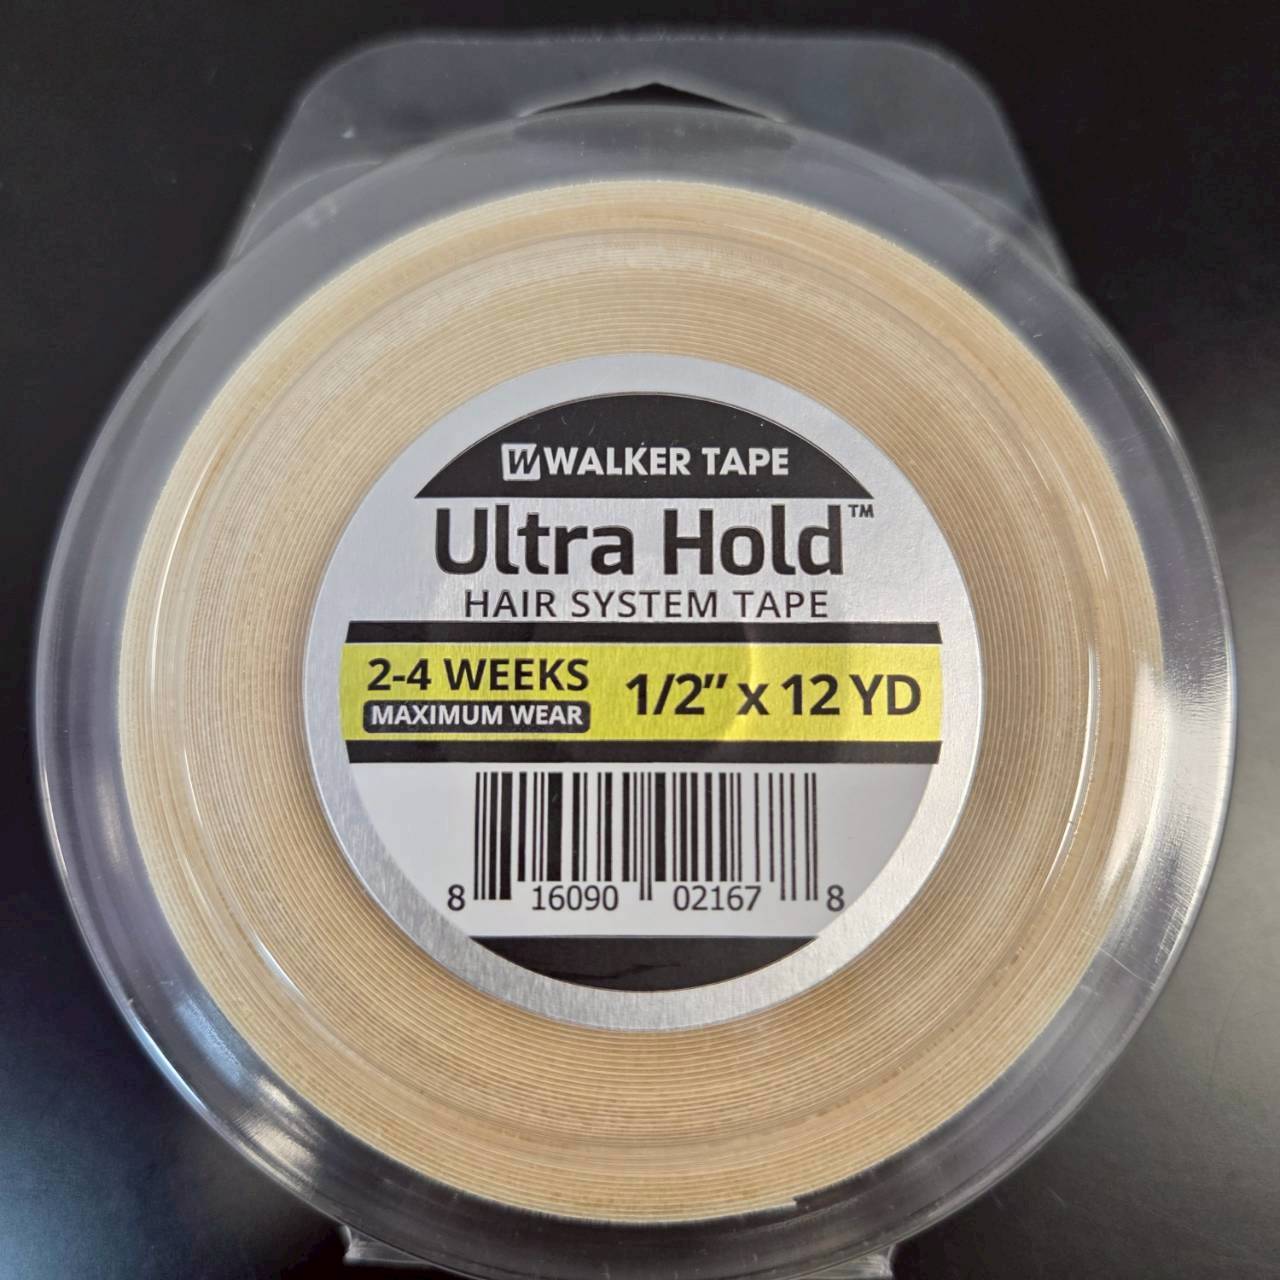 W WALKER TAPE
Ultra Hold™
HAIR SYSTEM TAPE
2-4 WEEKS
MAXIMUM WEAR
1/2" x 12 YD
8 16090 02167 8